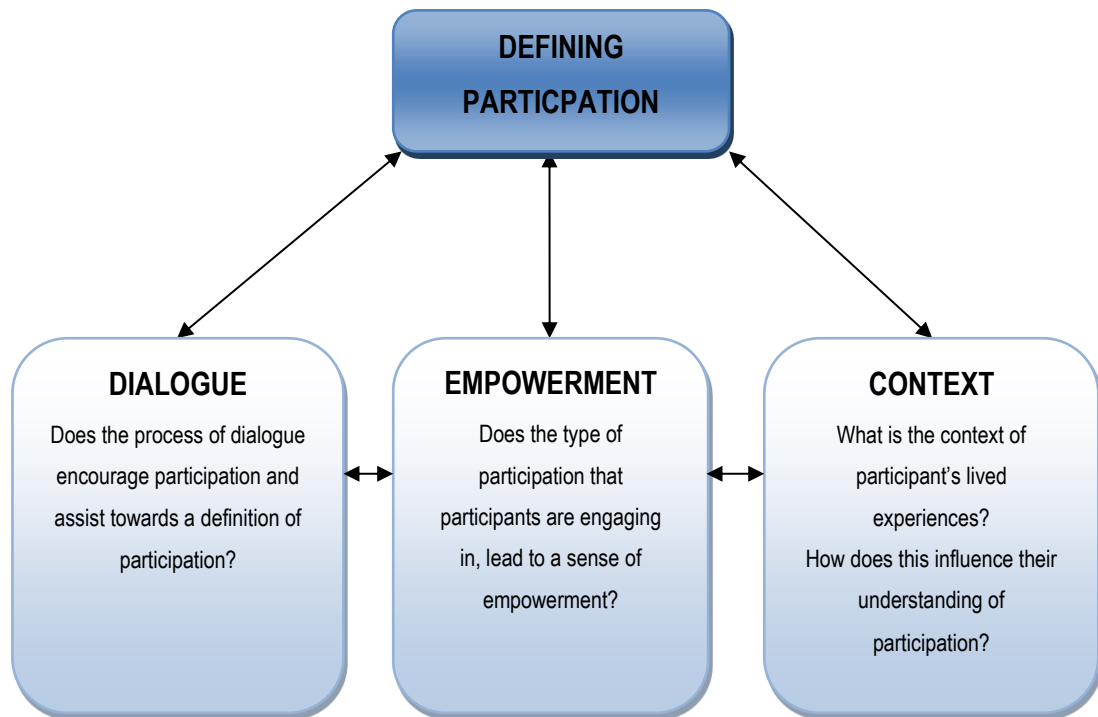 DEFINING
PARTICPATION
DIALOGUE
Does the process of dialogue
encourage participation and
assist towards a definition of
participation?
EMPOWERMENT
Does the type of
participation that
participants are engaging
in, lead to a sense of
empowerment?
CONTEXT
What is the context of
participant’s lived
experiences?
How does this influence their
understanding of
participation?